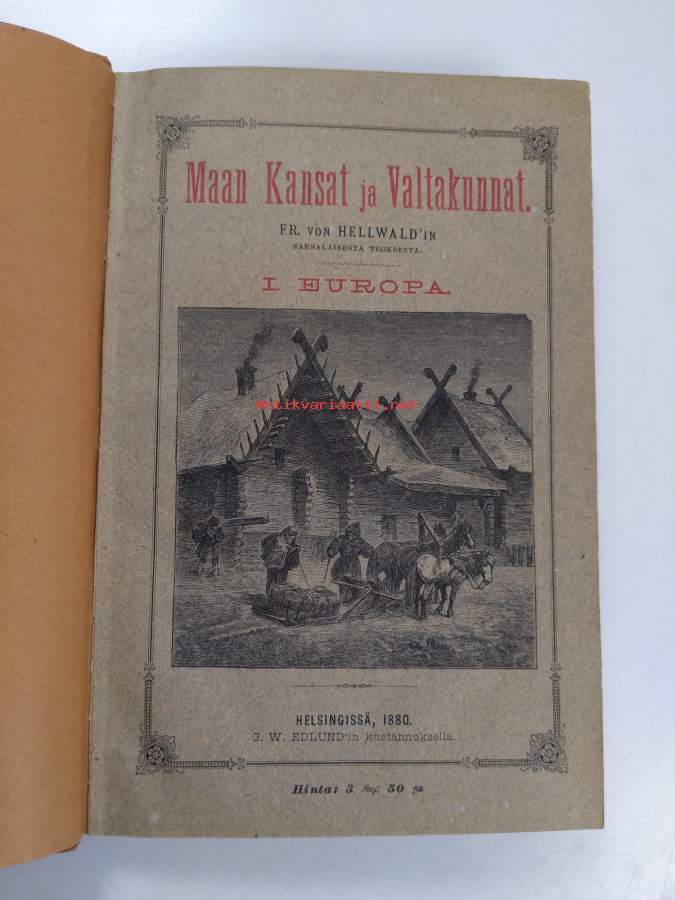 Maan Kansat ja Valtakunnat.
FR. VON HELLWALD'IN
SAKSALAISESTA TEOKSESTA.
I. EUROPA.
Antikvariaatti.net
HELSINGISSÄ, 1880.
G. W. EDLUND'in kustannuksella.
Hinta: 3 Smk 50 pä